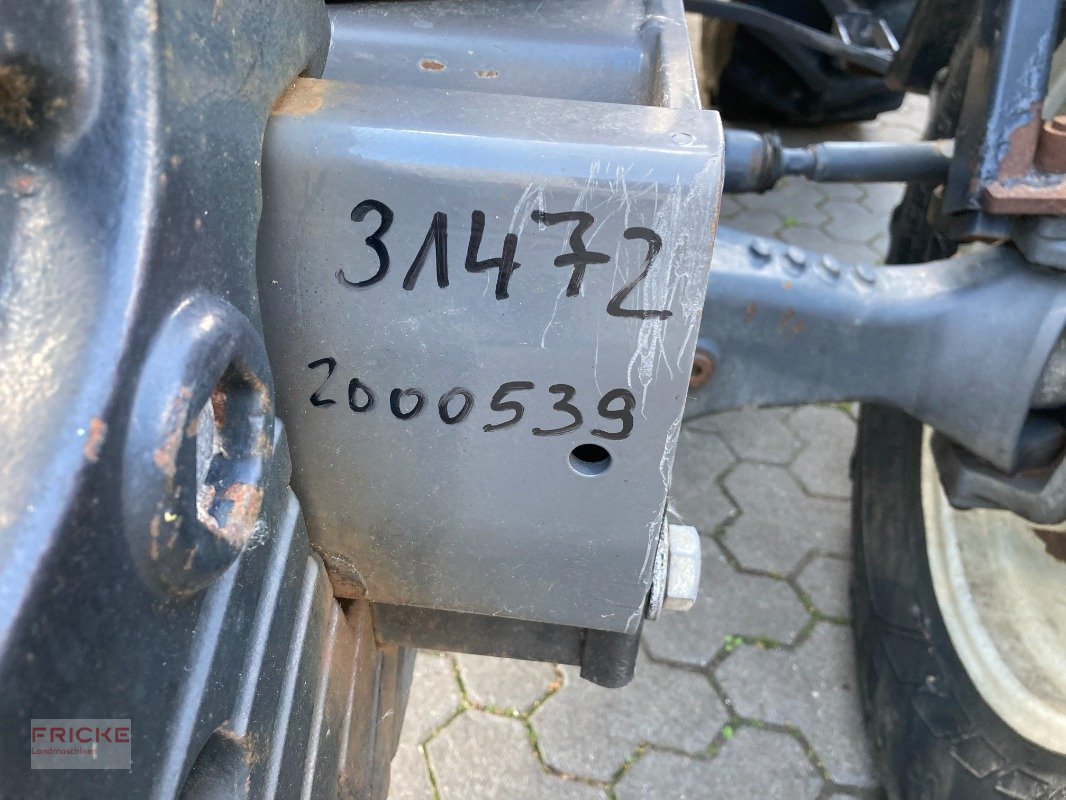 31472
2000539
FRICKE
Landmaschinen